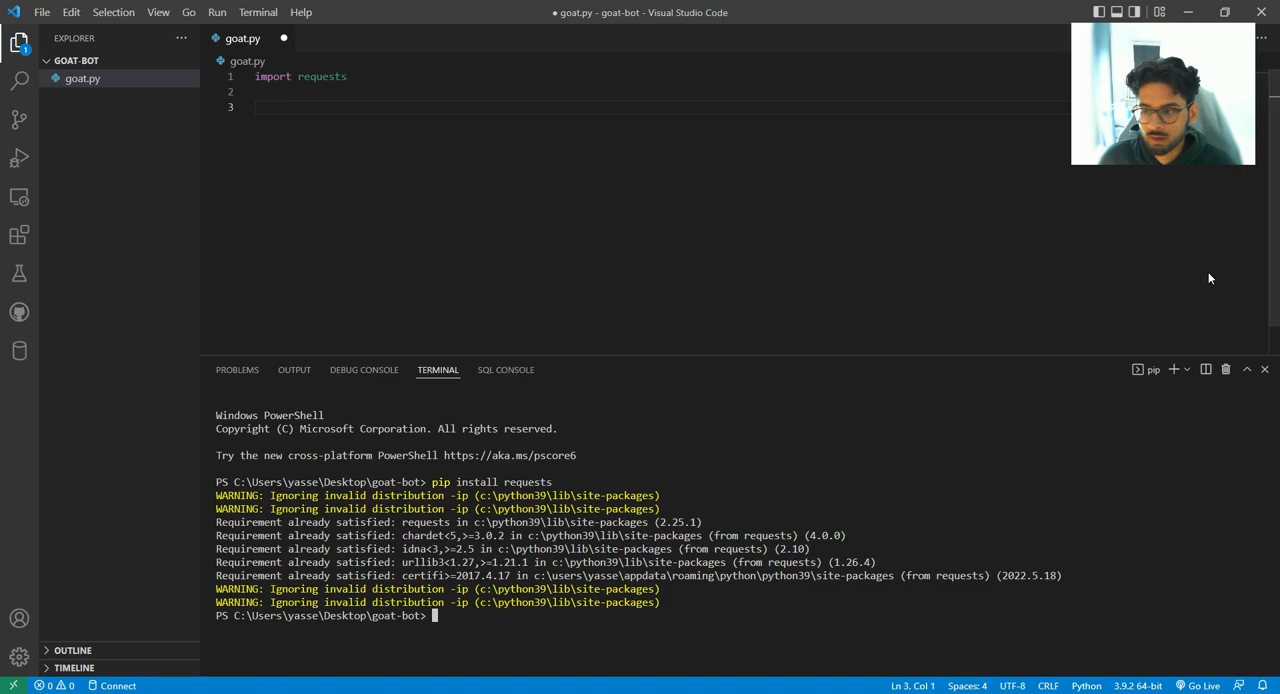 File Edit Selection View Go Run Terminal Help
● goat.py - goat-bot - Visual Studio Code
EXPLORER
GOAT-BOT
goat.py
OUTLINE
TIMELINE
1
goat.py
goat.py
1 import requests
2
3
PROBLEMS OUTPUT DEBUG CONSOLE TERMINAL SQL CONSOLE
pip
Windows PowerShell
Copyright (C) Microsoft Corporation. All rights reserved.
Try the new cross-platform PowerShell https://aka.ms/pscore6
PS C:\Users\yasse\Desktop\goat-bot> pip install requests
WARNING: Ignoring invalid distribution -ip (c:\python39\lib\site-packages)
WARNING: Ignoring invalid distribution -ip (c:\python39\lib\site-packages)
Requirement already satisfied: requests in c:\python39\lib\site-packages (2.25.1)
Requirement already satisfied: chardet<5,>=3.0.2 in c:\python39\lib\site-packages (from requests) (4.0.0)
Requirement already satisfied: idna<3,>=2.5 in c:\python39\lib\site-packages (from requests) (2.10)
Requirement already satisfied: urllib3<1.27,>=1.21.1 in c:\python39\lib\site-packages (from requests) (1.26.4)
Requirement already satisfied: certifi>=2017.4.17 in c:\users\yasse\appdata\roaming\python\python39\site-packages (from requests) (2022.5.18)
WARNING: Ignoring invalid distribution -ip (c:\python39\lib\site-packages)
WARNING: Ignoring invalid distribution -ip (c:\python39\lib\site-packages)
PS C:\Users\yasse\Desktop\goat-bot>
0 0 Connect
Ln 3, Col 1 Spaces: 4 UTF-8 CRLF Python 3.9.2 64-bit Go Live